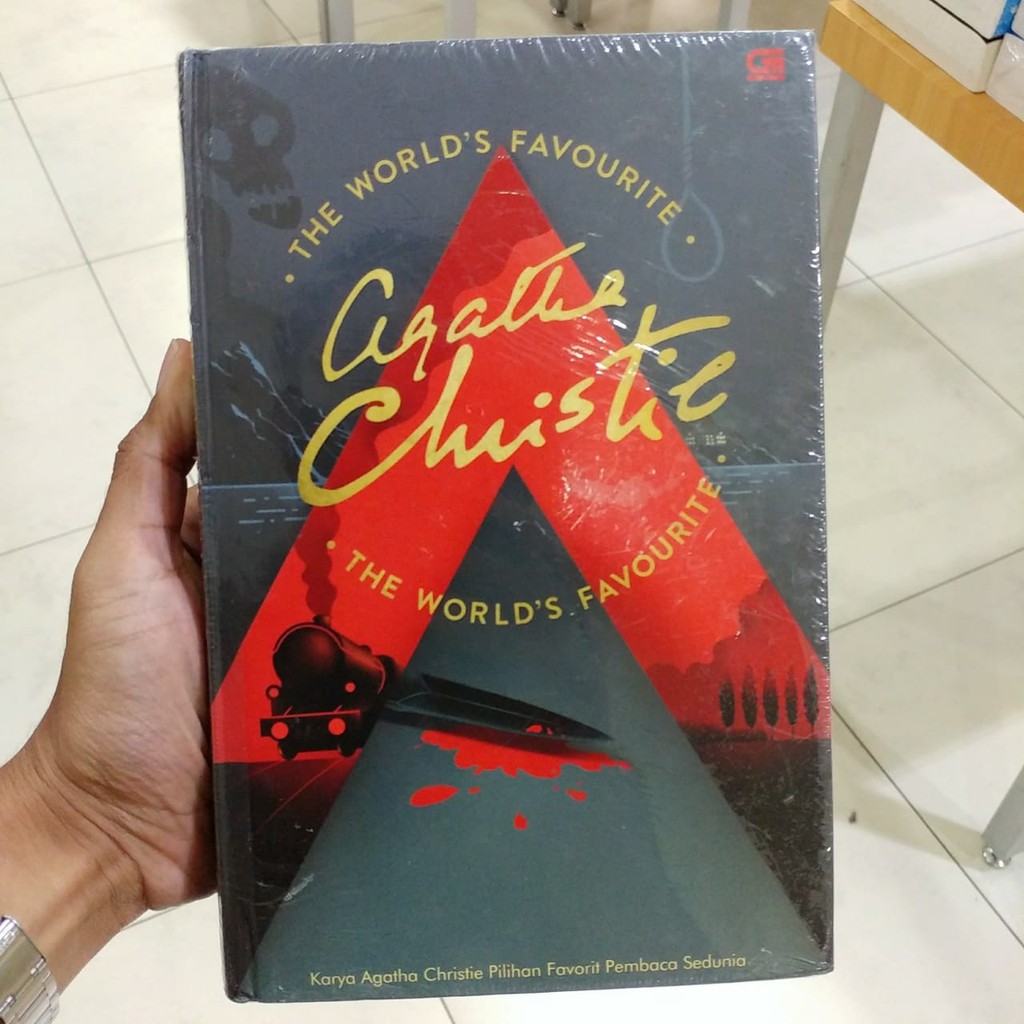 THE WORLD'S FAVOURITE
Agatha
Christie
THE WORLD'S FAVOURITE
Karya Agatha Christie Pilihan Favorit Pembaca Sedunia